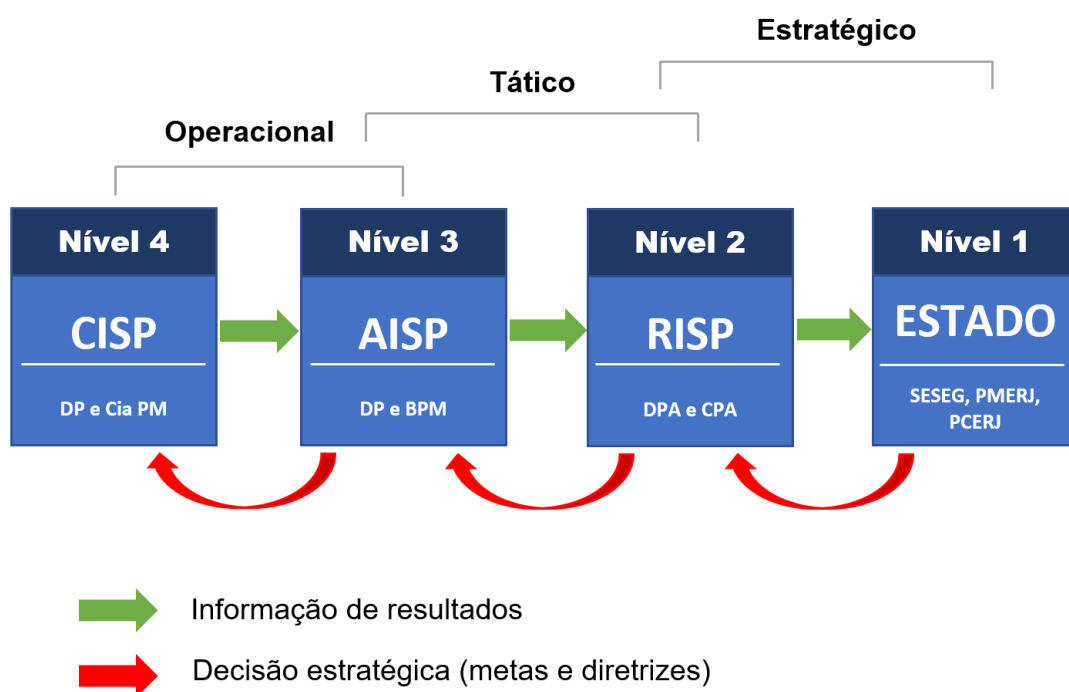 Estratégico
Tático
Operacional
Nível 4
Nível 3
Nível 2
Nível 1
CISP
AISP
RISP
ESTADO
DP e Cia PM
DP e BPM
DPA e CPA
SESEG, PMERJ,
PCERJ
Informação de resultados
Decisão estratégica (metas e diretrizes)